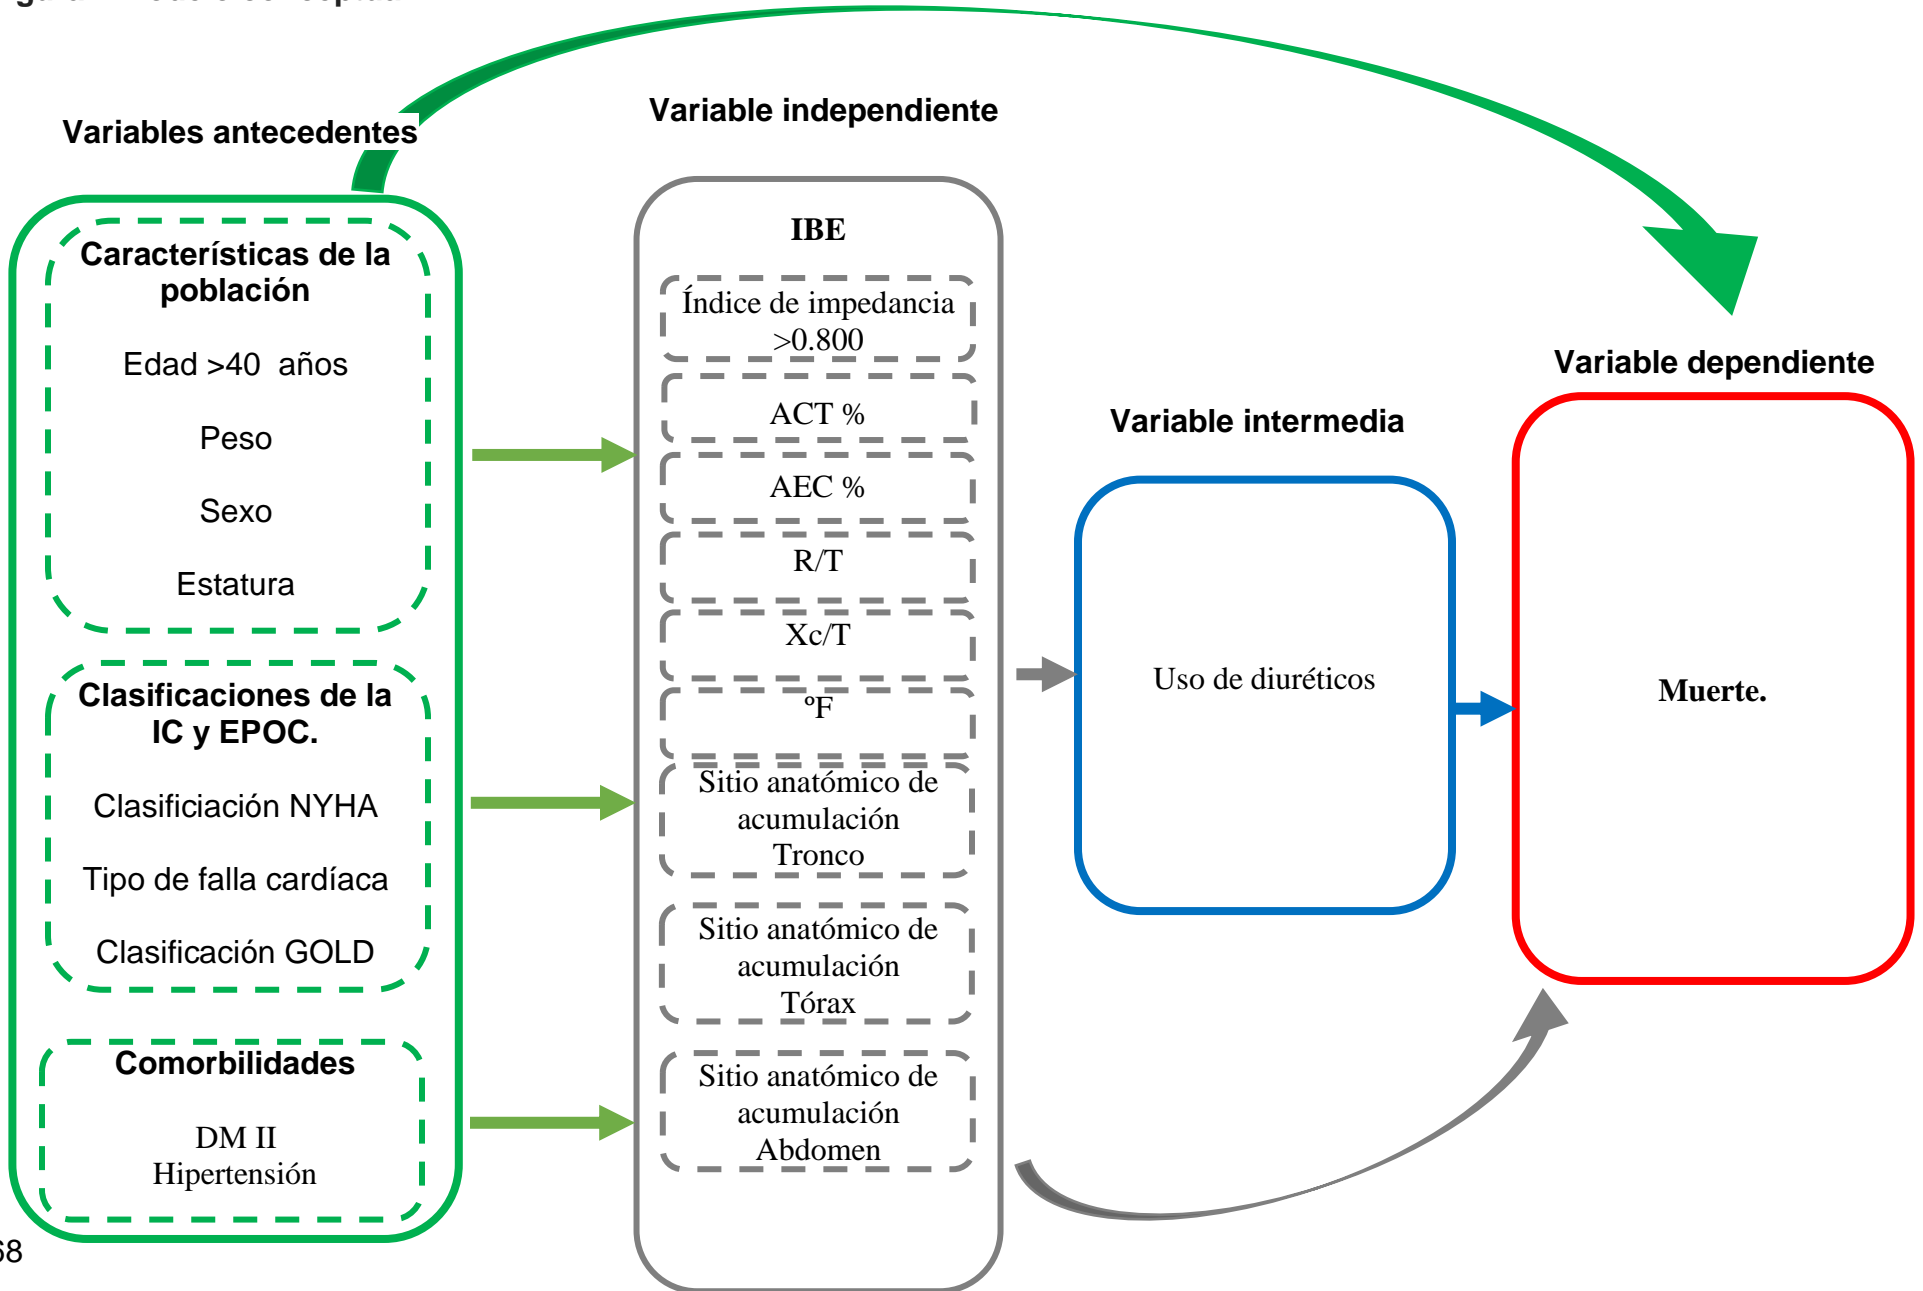 Variables antecedentes
Características de la
población
Edad >40 años
Peso
Sexo
Estatura
Clasificaciones de la
IC y EPOC.
Clasificiación NYHA
Tipo de falla cardíaca
Clasificación GOLD
Comorbilidades
DM II
Hipertensión
Variable independiente
IBE
Índice de impedancia
>0.800
ACT %
AEC %
R/T
Xc/T
ºF
Sitio anatómico de
acumulación
Tronco
Sitio anatómico de
acumulación
Tórax
Sitio anatómico de
acumulación
Abdomen
Variable intermedia
Uso de diuréticos
Variable dependiente
Muerte.